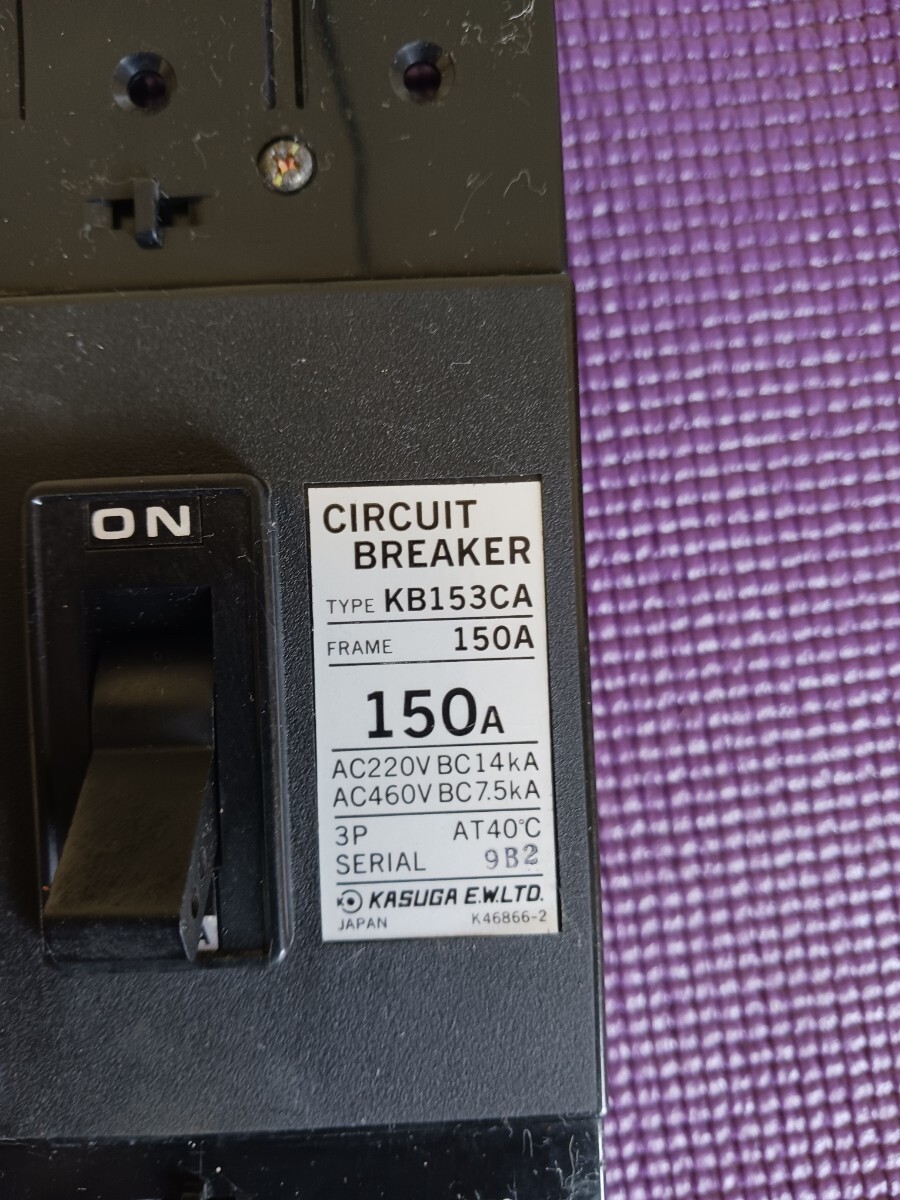 ON
CIRCUIT
BREAKER
TYPE KB153CA
FRAME 150A
150A
AC220V BC14kA
AC460V BC7.5kA
3P AT40℃
SERIAL 9B2
KASUGA E.W.LTD.
JAPAN K46866-2